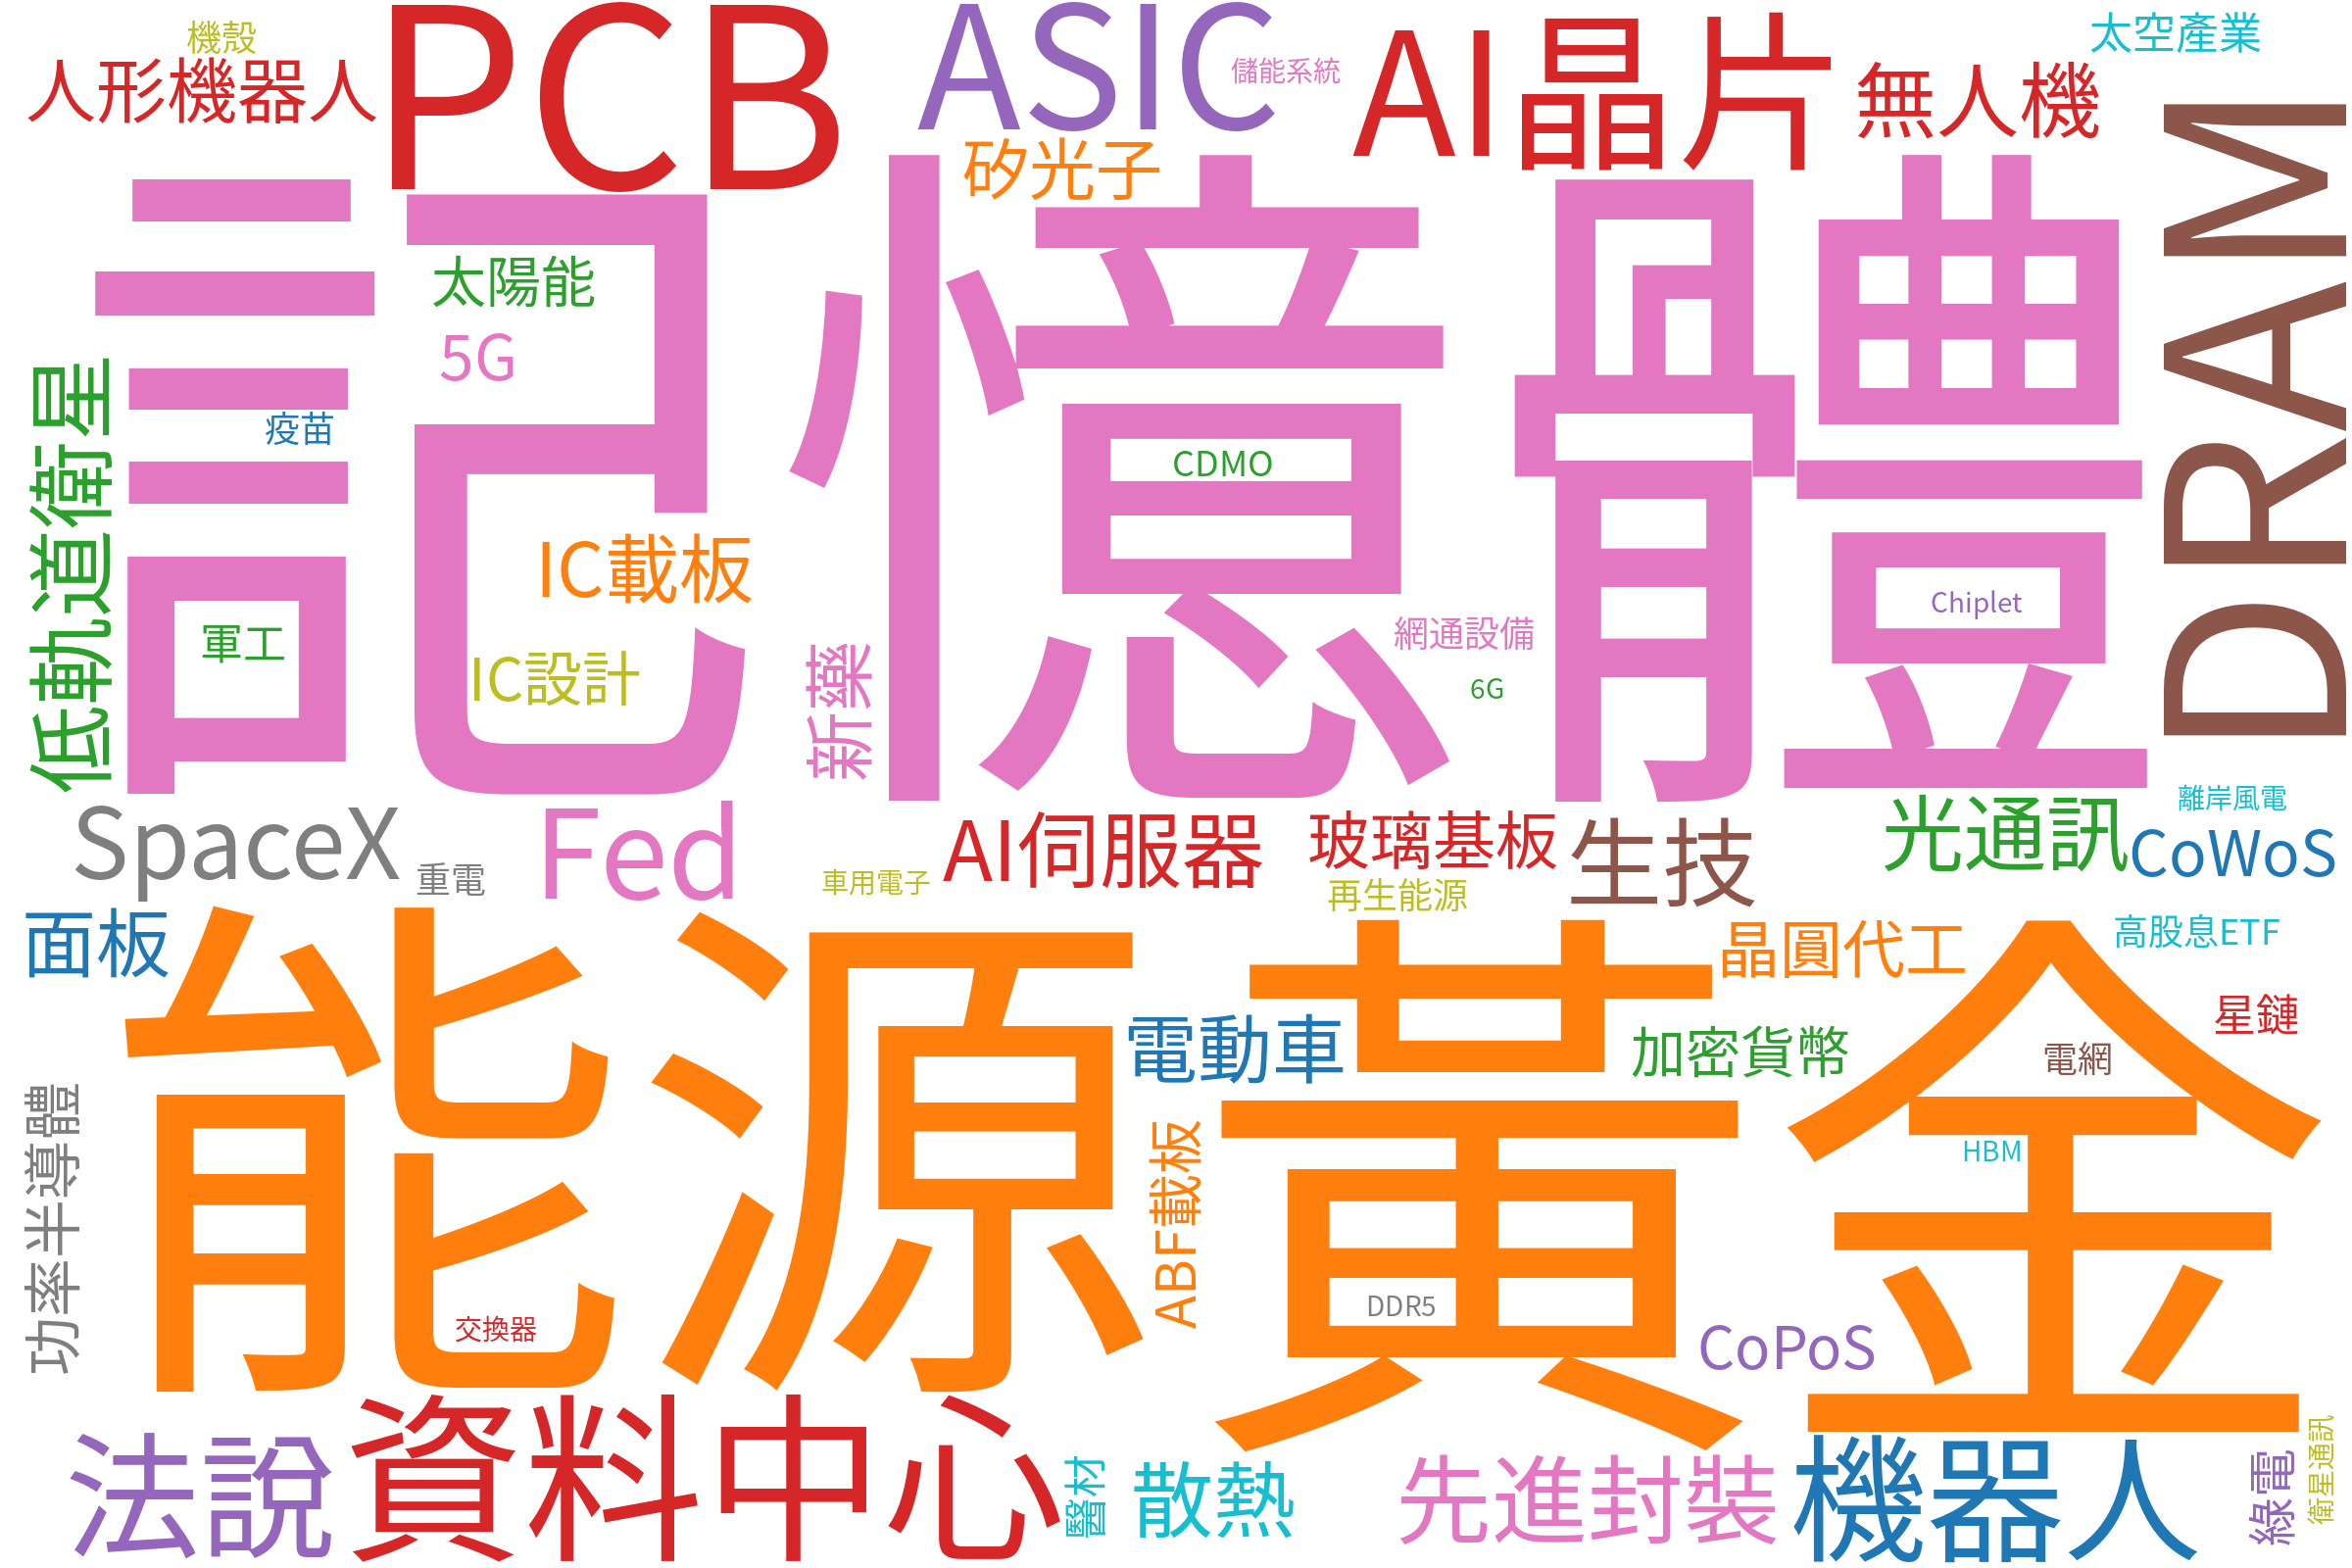 機殼
人形機器人
PCB
ASIC
儲能系統
矽光子
AI晶片
太空產業
無人機
DRAM
記憶體
太陽能
5G
疫苗
低軌道衛星
CDMO
IC載板
Chiplet
軍工
IC設計
新藥
網通設備
6G
SpaceX
重電
Fed
車用電子
AI伺服器
玻璃基板
再生能源
生技
光通訊
離岸風電
CoWoS
面板
能源
黃金
晶圓代工
高股息ETF
星鏈
電動車
加密貨幣
電網
功率半導體
ABF載板
HBM
交換器
DDR5
CoPoS
法說
資料中心
醫材
散熱
先進封裝
機器人
綠電
衛星通訊